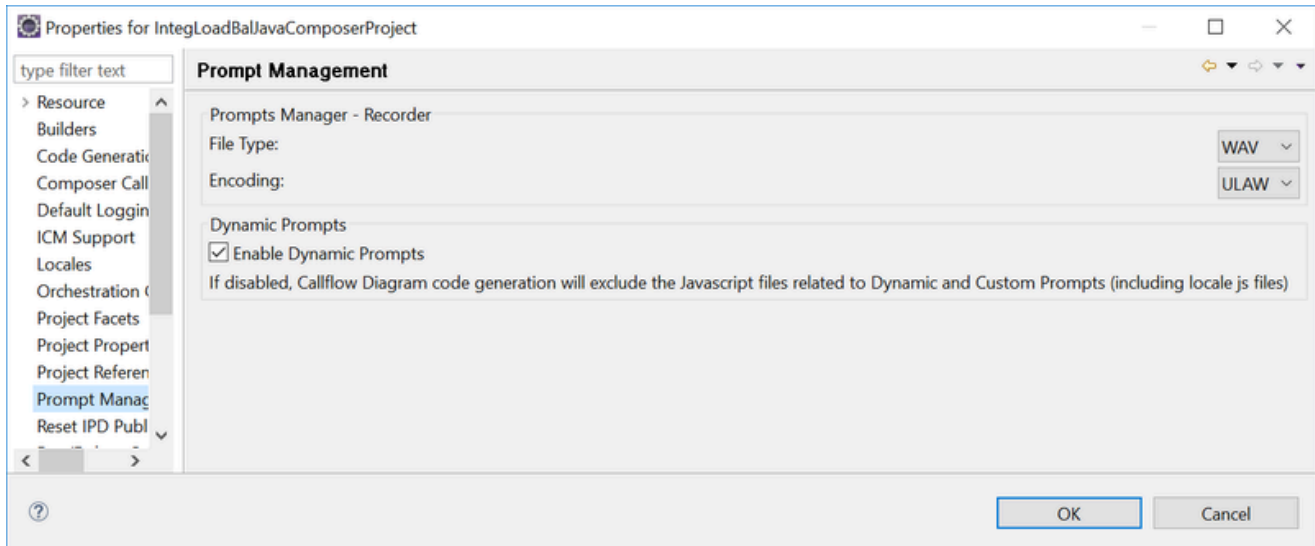 Properties for IntegLoadBalJavaComposerProject
type filter text
Prompt Management
Resource
Builders
Code Generatio
Composer Call
Default Loggin
ICM Support
Locales
Orchestration
Project Facets
Project Propert
Project Referen
Prompt Manag
Reset IPD Publ
Prompts Manager - Recorder
File Type:
WAV
Encoding:
ULAW
Dynamic Prompts
Enable Dynamic Prompts
If disabled, Callflow Diagram code generation will exclude the Javascript files related to Dynamic and Custom Prompts (including locale js files)
OK
Cancel